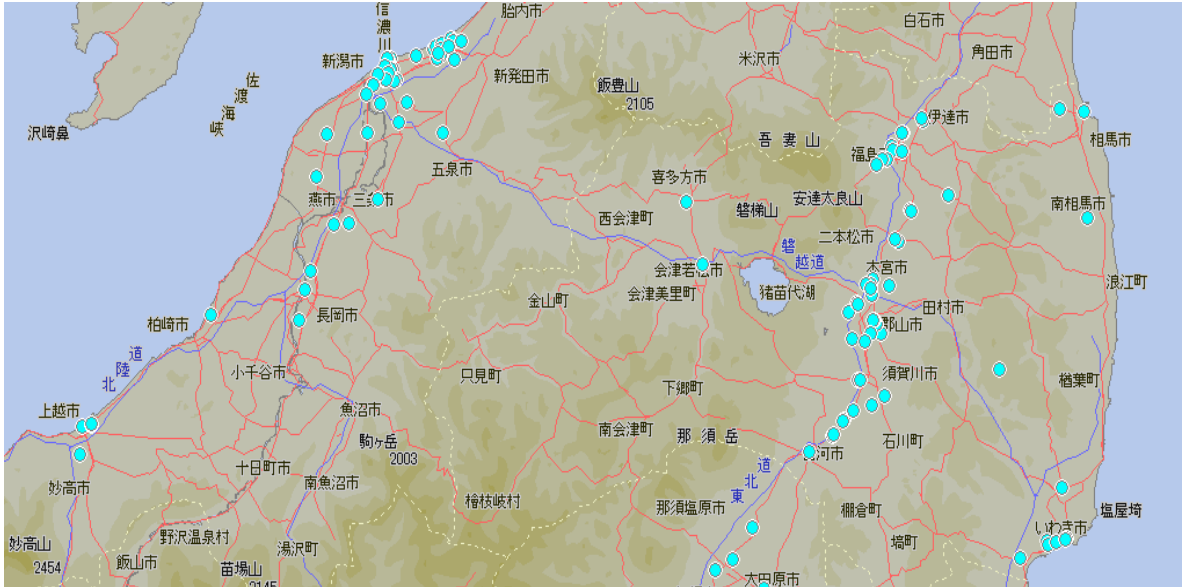 胎内市
信濃川
新潟市
新発田市
佐渡海峡
沢崎鼻
五泉市
燕市
三条市
長岡市
柏崎市
北陸道
小千谷市
上越市
魚沼市
駒ヶ岳
2003
十日町市
南魚沼市
妙高市
野沢温泉村
妙高山
2454
飯山市
苗場山
2145
湯沢町
白石市
角田市
米沢市
飯豊山
2105
伊達市
吾妻山
福島市
相馬市
喜多方市
安達太良山
磐梯山
西会津町
南相馬市
二本松市
磐越道
会津若松市
本宮市
会津美里町
猪苗代湖
金山町
浪江町
田村市
郡山市
只見町
下郷町
須賀川市
楢葉町
南会津町
那須岳
石川町
白河市
東北道
檜枝岐村
那須塩原市
棚倉町
塩屋埼
いわき市
塙町
大田原市